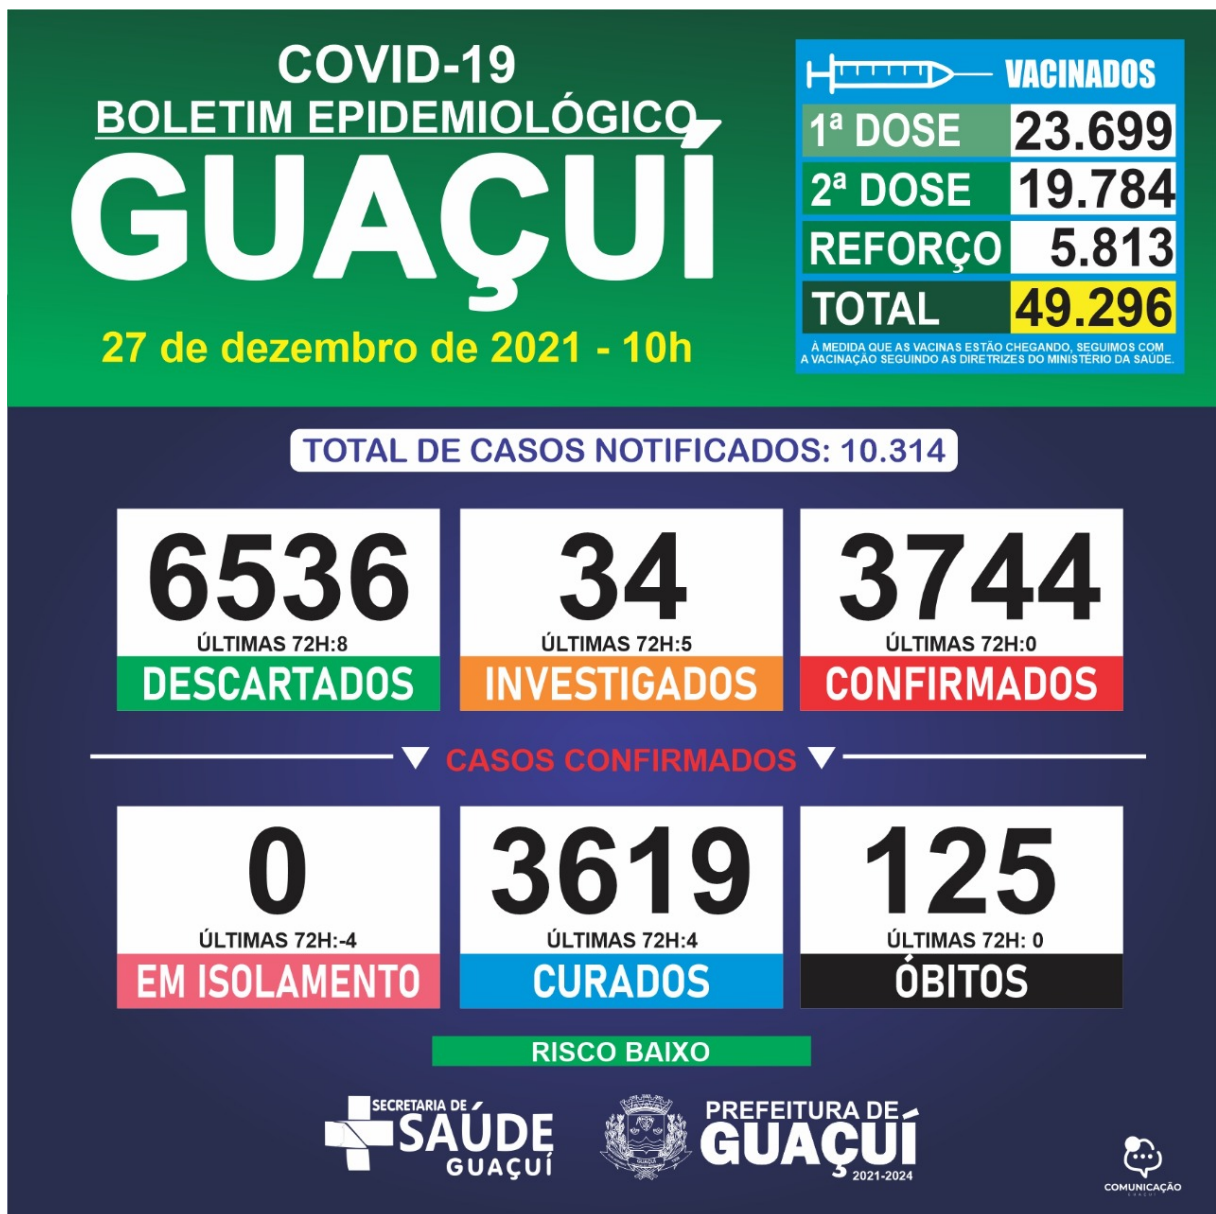 COVID-19
BOLETIM EPIDEMIOLÓGICO
GUAÇUÍ
27 de dezembro de 2021 - 10h
VACINADOS
1ª DOSE 23.699
2ª DOSE 19.784
REFORÇO 5.813
TOTAL 49.296
À MEDIDA QUE AS VACINAS ESTÃO CHEGANDO, SEGUIMOS COM
A VACINAÇÃO SEGUINDO AS DIRETRIZES DO MINISTÉRIO DA SAÚDE.
TOTAL DE CASOS NOTIFICADOS: 10.314
6536
ÚLTIMAS 72H:8
DESCARTADOS
34
ÚLTIMAS 72H:5
INVESTIGADOS
3744
ÚLTIMAS 72H:0
CONFIRMADOS
CASOS CONFIRMADOS
0
ÚLTIMAS 72H:-4
EM ISOLAMENTO
3619
ÚLTIMAS 72H:4
CURADOS
125
ÚLTIMAS 72H: 0
ÓBITOS
RISCO BAIXO
SECRETARIA DE
SAÚDE
GUAÇUÍ
GUAÇUÍ
PREFEITURA DE
GUAÇUÍ
2021-2024
COMUNICAÇÃO
GUAÇUÍ